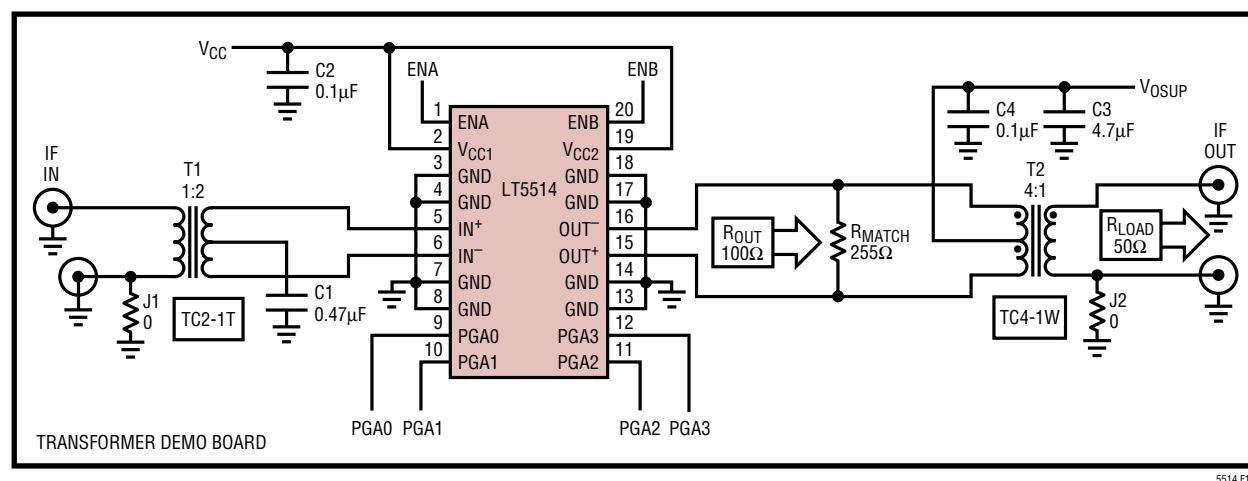 VCC
C2
0.1µF
ENA
ENB
1
ENA
2
VCC1
3
GND
4
GND
5
IN+
6
IN−
7
GND
8
GND
9
PGA0
10
PGA1
LT5514
20
ENB
19
VCC2
18
GND
17
GND
16
OUT−
15
OUT+
14
GND
13
GND
12
PGA3
11
PGA2
IF
IN
T1
1:2
J1
0
TC2-1T
C1
0.47µF
PGA0 PGA1
PGA2 PGA3
ROUT
100Ω
RMATCH
255Ω
C4
0.1µF
C3
4.7µF
VOSUP
T2
4:1
IF
OUT
RLOAD
50Ω
TC4-1W
J2
0
TRANSFORMER DEMO BOARD